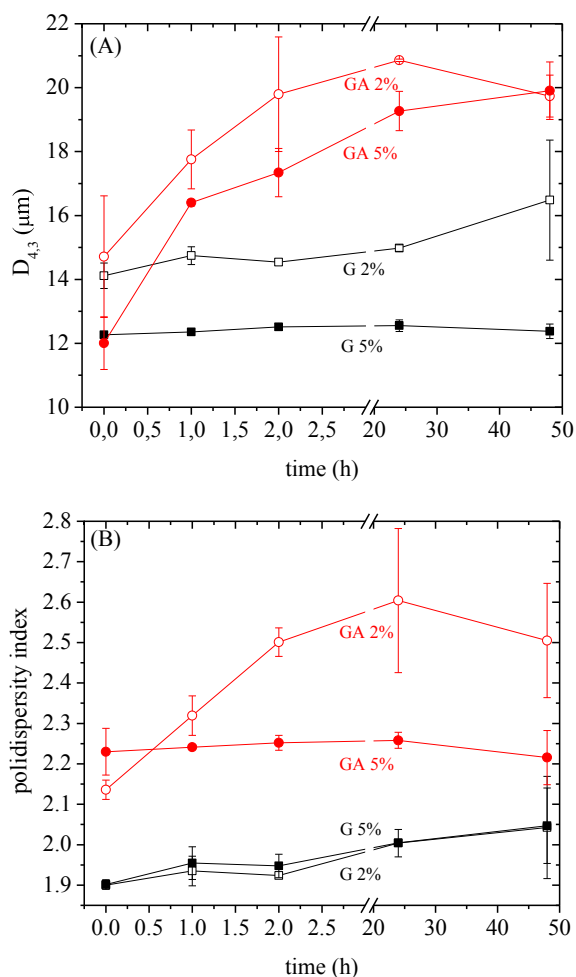 (A)
22
20
18
16
14
12
10
D4,3 (μm)
GA 2%
GA 5%
G 2%
G 5%
0,0 0,5 1,0 1,5 2,0 2,5 20 30 40 50
time (h)
(B)
2.8
2.7
2.6
2.5
2.4
2.3
2.2
2.1
2.0
1.9
polidispersity index
GA 2%
GA 5%
G 5%
G 2%
0.0 0.5 1.0 1.5 2.0 2.5 20 30 40 50
time (h)